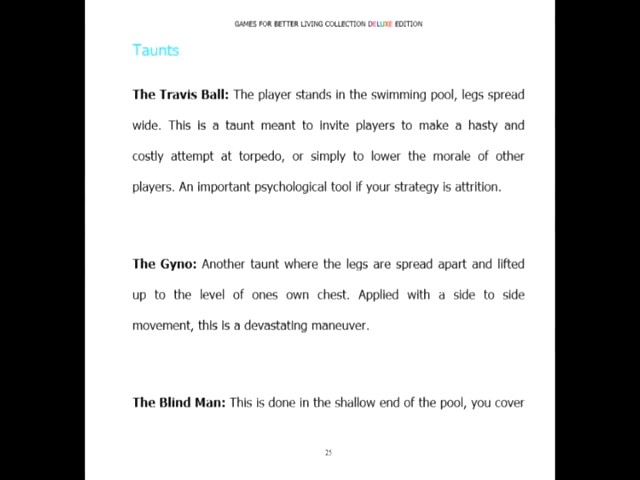 GAMES FOR BETTER LIVING COLLECTION DELUXE EDITION
Taunts
The Travis Ball: The player stands in the swimming pool, legs spread
wide. This is a taunt meant to invite players to make a hasty and
costly attempt at torpedo, or simply to lower the morale of other
players. An important psychological tool if your strategy is attrition.
The Gyno: Another taunt where the legs are spread apart and lifted
up to the level of ones own chest. Applied with a side to side
movement, this is a devastating maneuver.
The Blind Man: This is done in the shallow end of the pool, you cover
25